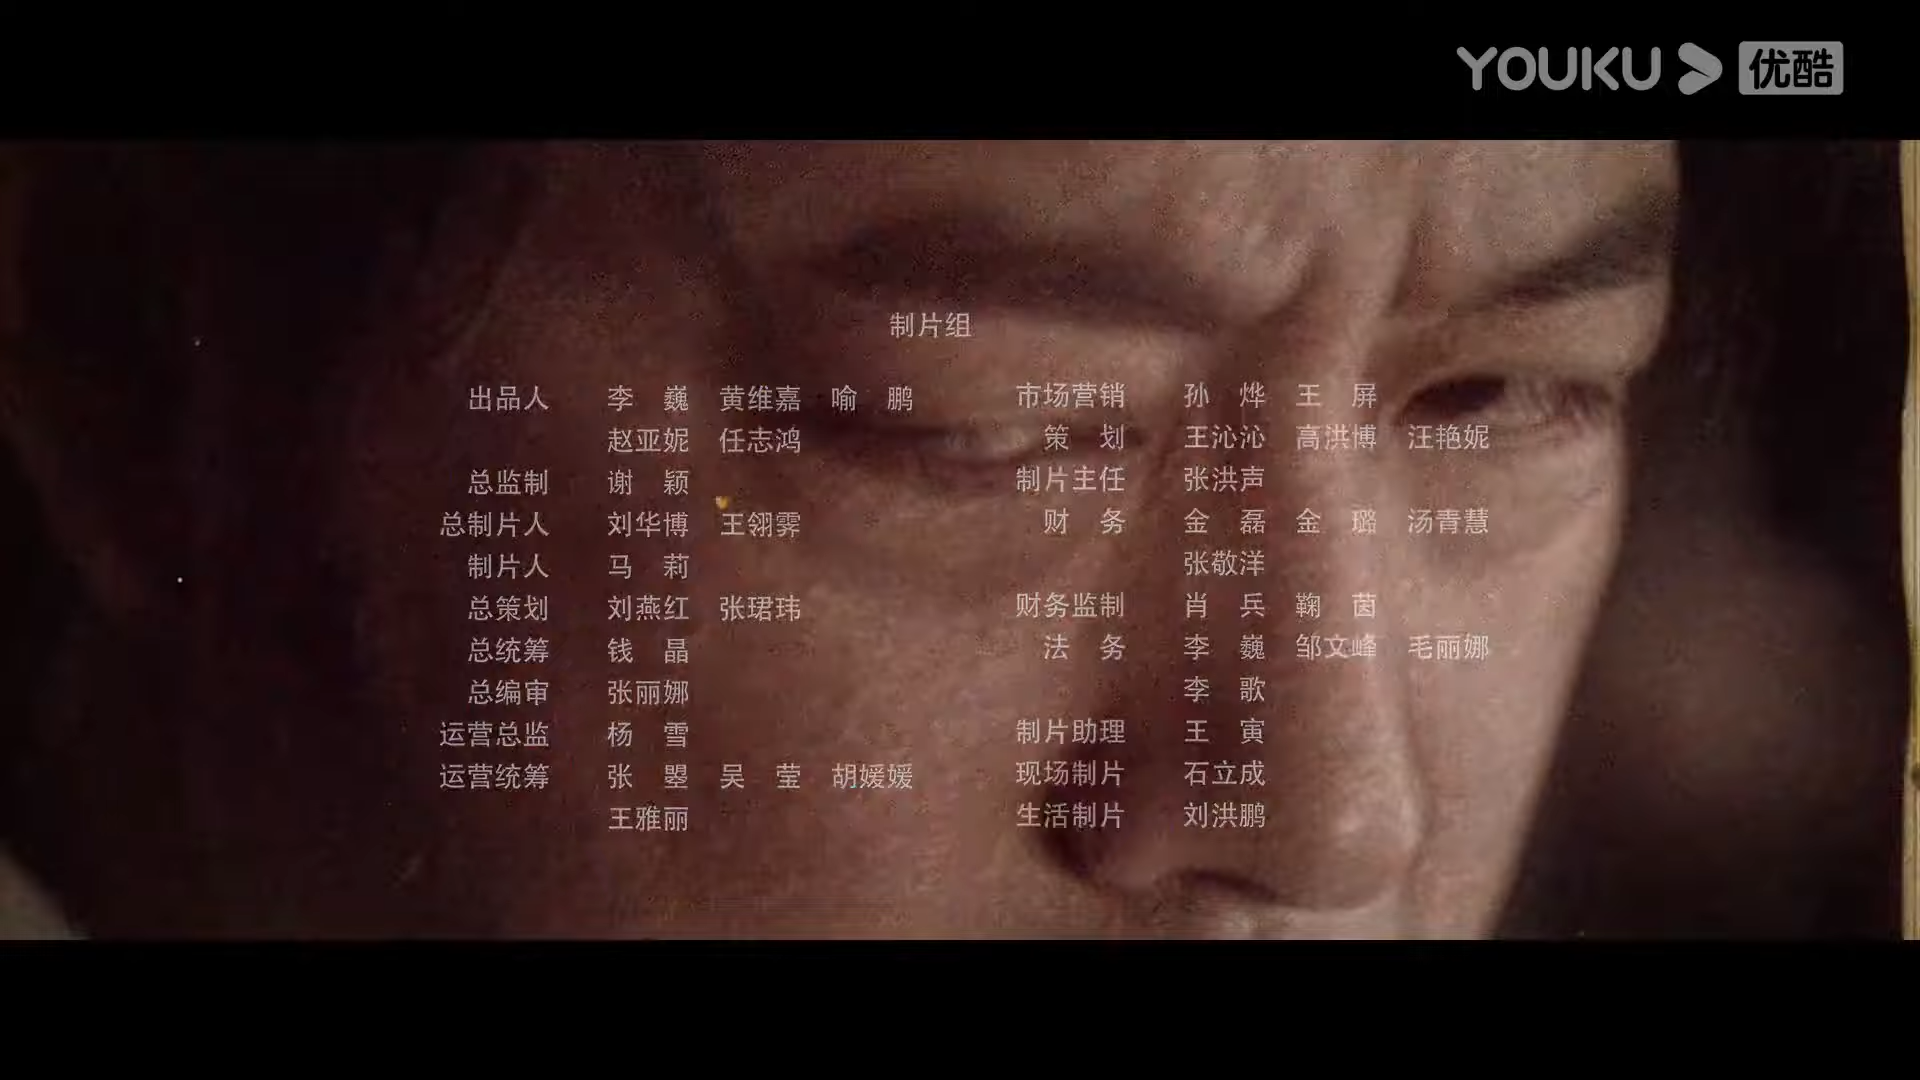 YOUKU 优酷
制片组
出品人 李 巍 黄维嘉 喻 鹏
赵亚妮 任志鸿
总监制 谢 颖
总制片人 刘华博 王翎霁
制片人 马 莉
总策划 刘燕红 张珺玮
总统筹 钱 晶
总编审 张丽娜
运营总监 杨 雪
运营统筹 张 曌 吴 莹 胡媛媛
王雅丽
市场营销 孙 烨 王 屏
策 划 王沁沁 高洪博 汪艳妮
制片主任 张洪声
财 务 金 磊 金 璐 汤青慧
张敬洋
财务监制 肖 兵 鞠 茵
法 务 李 巍 邹文峰 毛丽娜
李 歌
制片助理 王 寅
现场制片 石立成
生活制片 刘洪鹏